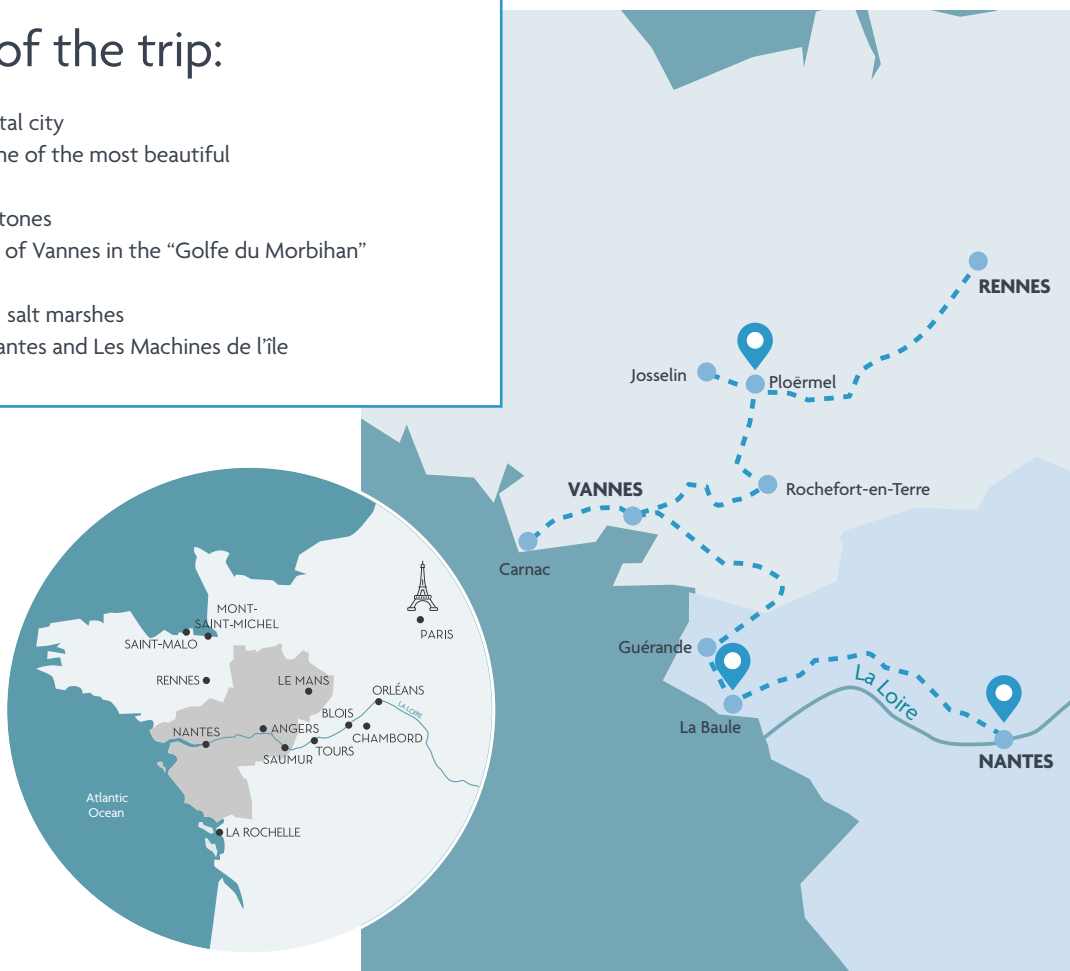 of the trip:
tal city
ne of the most beautiful
tones
of Vannes in the “Golfe du Morbihan”
salt marshes
antes and Les Machines de l’île
RENNES
Josselin
Ploërmel
VANNES
Rochefort-en-Terre
Carnac
Guérande
La Baule
La Loire
NANTES
MONT-
SAINT-MICHEL
SAINT-MALO
PARIS
RENNES
LE MANS
ORLÉANS
LA LOIRE
BLOIS
CHAMBORD
NANTES
ANGERS
TOURS
SAUMUR
Atlantic
Ocean
LA ROCHELLE